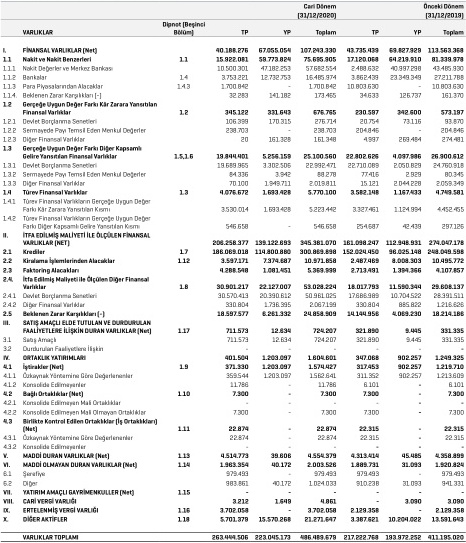 Cari Dönem (31/12/2020) Önceki Dönem (31/12/2019)
VARLIKLAR Dipnot (Beşinci Bölüm) TP YP Toplam TP YP Toplam
I. FİNANSAL VARLIKLAR (Net) 40.188.276 67.055.054 107.243.330 43.735.439 69.827.929 113.563.368
1.1 Nakit ve Nakit Benzerleri 1.1 15.922.081 59.773.824 75.695.905 17.120.068 64.219.910 81.339.978
1.1.1 Nakit Değerler ve Merkez Bankası 10.500.301 47.182.253 57.682.554 2.488.632 40.997.298 43.485.930
1.1.2 Bankalar 1.4 3.753.221 12.732.753 16.485.974 3.862.439 23.349.349 27.211.788
1.1.3 Para Piyasalarından Alacaklar 1.4.3 1.700.842 - 1.700.842 10.803.630 - 10.803.630
1.1.4 Beklenen Zarar Karşılıkları (-) 32.283 141.182 173.465 34.633 126.737 161.370
1.2 Gerçeğe Uygun Değer Farkı Kâr Zarara Yansıtılan
Finansal Varlıklar 1.2 345.122 331.643 676.765 230.597 342.600 573.197
1.2.1 Devlet Borçlanma Senetleri 106.399 170.315 276.714 20.754 73.116 93.870
1.2.2 Sermayede Payı Temsil Eden Menkul Değerler 238.703 - 238.703 204.846 - 204.846
1.2.3 Diğer Finansal Varlıklar 20 161.328 161.348 4.997 269.484 274.481
1.3 Gerçeğe Uygun Değer Farkı Diğer Kapsamlı
Gelire Yansıtılan Finansal Varlıklar 1.5,1.6 19.844.401 5.256.159 25.100.560 22.802.626 4.097.986 26.900.612
1.3.1 Devlet Borçlanma Senetleri 19.689.965 3.302.506 22.992.471 22.710.089 2.050.829 24.760.918
1.3.2 Sermayede Payı Temsil Eden Menkul Değerler 84.336 3.942 88.278 77.416 2.929 80.345
1.3.3 Diğer Finansal Varlıklar 70.100 1.949.711 2.019.811 15.121 2.044.228 2.059.349
1.4 Türev Finansal Varlıklar 1.3 4.076.672 1.693.428 5.770.100 3.582.148 1.167.433 4.749.581
1.4.1 Türev Finansal Varlıkların Gerçeğe Uygun Değer
Farkı Kâr Zarara Yansıtılan Kısmı 3.530.014 1.693.428 5.223.442 3.327.461 1.124.994 4.452.455
1.4.2 Türev Finansal Varlıkların Gerçeğe Uygun Değer
Farkı Diğer Kapsamlı Gelire Yansıtılan Kısmı 546.658 - 546.658 254.687 42.439 297.126
II. İTFA EDİLMİŞ MALİYETİ İLE ÖLÇÜLEN FİNANSAL
VARLIKLAR (NET) 206.258.377 139.122.693 345.381.070 161.098.247 112.948.931 274.047.178
2.1 Krediler 1.7 186.069.018 114.800.880 300.869.898 152.024.450 96.025.148 248.049.598
2.2 Kiralama İşlemlerinden Alacaklar 1.12 3.597.171 7.374.687 10.971.858 2.487.469 8.008.303 10.495.772
2.3 Faktoring Alacakları 4.288.548 1.081.451 5.369.999 2.713.491 1.394.366 4.107.857
2.4. İtfa Edilmiş Maliyeti ile Ölçülen Diğer Finansal
Varlıklar 1.8 30.901.217 22.127.007 53.028.224 18.017.793 11.590.344 29.608.137
2.4.1 Devlet Borçlanma Senetleri 30.570.413 20.390.612 50.961.025 17.686.989 10.704.522 28.391.511
2.4.2 Diğer Finansal Varlıklar 330.804 1.736.395 2.067.199 330.804 885.822 1.216.626
2.5 Beklenen Zarar Karşılıkları (-) 18.597.577 6.261.332 24.858.909 14.144.956 4.069.230 18.214.186
III. SATIŞ AMAÇLI ELDE TUTULAN VE DURDURULAN
FAALİYETLERE İLİŞKİN DURAN VARLIKLAR (Net) 1.17 711.573 12.634 724.207 321.890 9.445 331.335
3.1 Satış Amaçlı 711.573 12.634 724.207 321.890 9.445 331.335
3.2 Durdurulan Faaliyetlere İlişkin - - - - - -
IV. ORTAKLIK YATIRIMLARI 401.504 1.203.097 1.604.601 347.068 902.257 1.249.325
4.1 İştirakler (Net) 1.9 371.330 1.203.097 1.574.427 317.453 902.257 1.219.710
4.1.1 Özkaynak Yöntemine Göre Değerlenenler 359.544 1.203.097 1.562.641 311.352 902.257 1.213.609
4.1.2 Konsolide Edilmeyenler 11.786 - 11.786 6.101 - 6.101
4.2 Bağlı Ortaklıklar (Net) 1.10 7.300 - 7.300 7.300 - 7.300
4.2.1 Konsolide Edilmeyen Mali Ortaklıklar - - - - - -
4.2.2 Konsolide Edilmeyen Mali Olmayan Ortaklıklar 7.300 - 7.300 7.300 - 7.300
4.3 Birlikte Kontrol Edilen Ortaklıklar (İş Ortaklıkları)
(Net) 1.11 22.874 - 22.874 22.315 - 22.315
4.3.1 Özkaynak Yöntemine Göre Değerlenenler 22.874 - 22.874 22.315 - 22.315
4.3.2 Konsolide Edilmeyenler - - - - - -
V. MADDİ DURAN VARLIKLAR (Net) 1.13 4.514.773 39.606 4.554.379 4.313.414 45.485 4.358.899
VI. MADDİ OLMAYAN DURAN VARLIKLAR (Net) 1.14 1.963.354 40.172 2.003.526 1.889.731 31.093 1.920.824
6.1 Şerefiye 979.493 - 979.493 979.493 - 979.493
6.2 Diğer 983.861 40.172 1.024.033 910.238 31.093 941.331
VII. YATIRIM AMAÇLI GAYRİMENKULLER (Net) 1.15 - - - - - -
VIII. CARİ VERGİ VARLIĞI 3.212 1.649 4.861 - 3.090 3.090
IX. ERTELENMİŞ VERGİ VARLIĞI 1.16 3.702.058 - 3.702.058 2.129.358 - 2.129.358
X. DİĞER AKTİFLER 1.18 5.701.379 15.570.268 21.271.647 3.387.621 10.204.022 13.591.643
VARLIKLAR TOPLAMI 263.444.506 223.045.173 486.489.679 217.222.768 193.972.252 411.195.020